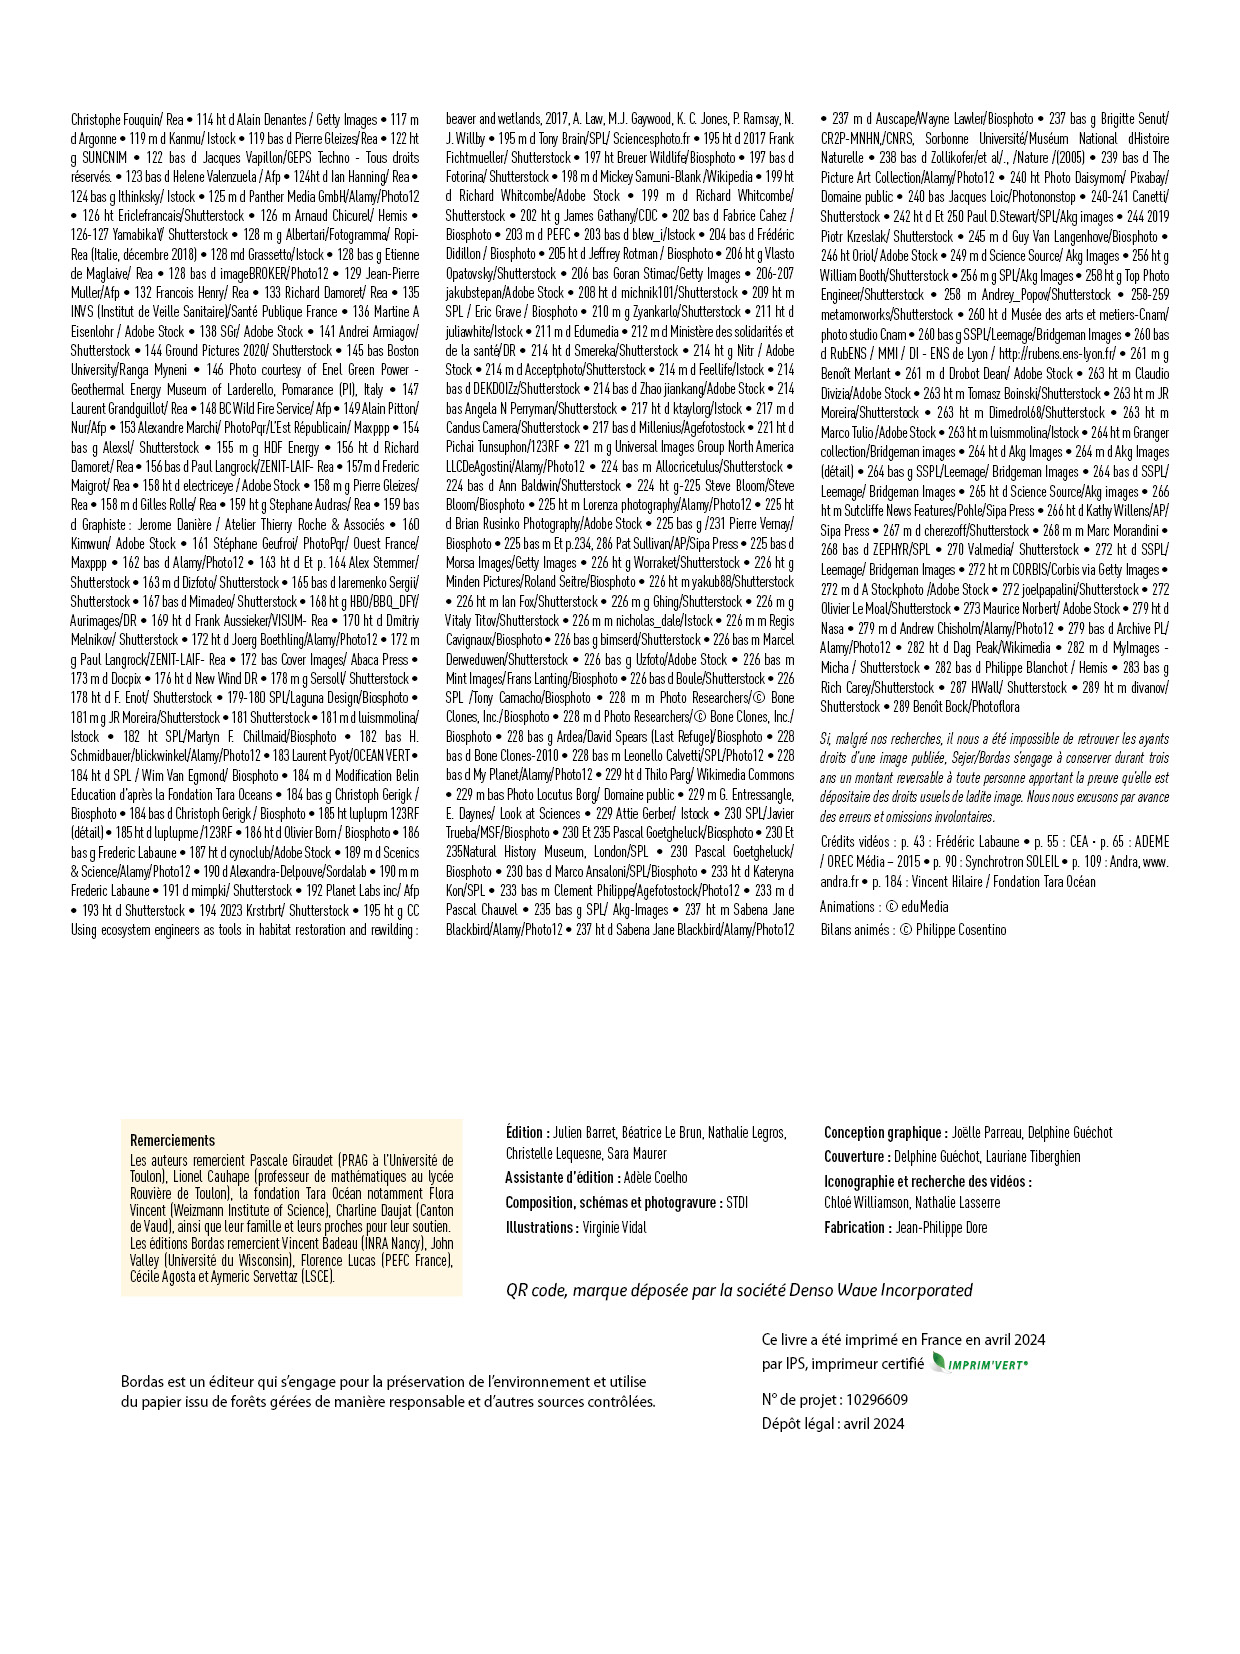 Christophe Fouquin/ Rea • 114 ht d Alain Denantes / Getty Images • 117 m
d Argonne • 119 m d Kanmu/ Istock • 119 bas d Pierre Gleizes/Rea • 122 ht
g SUNCNIM • 122 bas d Jacques Vapillon/GEPS Techno - Tous droits
réservés. • 123 bas d Helene Valenzuela / Afp • 124ht d Ian Hanning/ Rea •
124 bas g Ithinksky/ Istock • 125 m d Panther Media GmbH/Alamy/Photo12
• 126 ht Ericlefrancais/Shutterstock • 126 m Arnaud Chicurel/ Hemis •
126-127 YamabikaY/ Shutterstock • 128 m g Albertari/Fotogramma/ Ropi-
Rea (Italie, décembre 2018) • 128 md Grassetto/Istock • 128 bas g Etienne
de Maglaive/ Rea • 128 bas d imageBROKER/Photo12 • 129 Jean-Pierre
Muller/Afp • 132 Francois Henry/ Rea • 133 Richard Damoret/ Rea • 135
INVS (Institut de Veille Sanitaire)/Santé Publique France • 136 Martine A
Eisenlohr / Adobe Stock • 138 SGr/ Adobe Stock • 141 Andrei Armiagov/
Shutterstock • 144 Ground Pictures 2020/ Shutterstock • 145 bas Boston
University/Ranga Myneni • 146 Photo courtesy of Enel Green Power -
Geothermal Energy Museum of Larderello, Pomarance (PI), Italy • 147
Laurent Grandguillot/ Rea • 148 BC Wild Fire Service/ Afp • 149 Alain Pitton/
Nur/Afp • 153 Alexandre Marchi/ PhotoPqr/L'Est Républicain/ Maxppp • 154
bas g Alexsl/ Shutterstock • 155 m g HDF Energy • 156 ht d Richard
Damoret/ Rea • 156 bas d Paul Langrock/ZENIT-LAIF- Rea • 157m d Frederic
Maigrot/ Rea • 158 ht d electriceye / Adobe Stock • 158 m g Pierre Gleizes/
Rea • 158 m d Gilles Rolle/ Rea • 159 ht g Stephane Audras/ Rea • 159 bas
d Graphiste : Jerome Danière / Atelier Thierry Roche & Associés • 160
Kimwun/ Adobe Stock • 161 Stéphane Geufroi/ PhotoPqr/ Ouest France/
Maxppp • 162 bas d Alamy/Photo12 • 163 ht d Et p. 164 Alex Stemmer/
Shutterstock • 163 m d Dizfoto/ Shutterstock • 165 bas d Iaremenko Sergii/
Shutterstock • 167 bas d Mimadeo/ Shutterstock • 168 ht g HBO/BBQ_DFY/
Aurimages/DR • 169 ht d Frank Aussieker/VISUM- Rea • 170 ht d Dmitriy
Melnikov/ Shutterstock • 172 ht d Joerg Boethling/Alamy/Photo12 • 172 m
g Paul Langrock/ZENIT-LAIF- Rea • 172 bas Cover Images/ Abaca Press •
173 m d Docpix • 176 ht d New Wind DR • 178 m g Sersoll/ Shutterstock •
178 ht d F. Enot/ Shutterstock • 179-180 SPL/Laguna Design/Biosphoto •
181 m g JR Moreira/Shutterstock • 181 Shutterstock • 181 m d luismmolina/
Istock • 182 ht SPL/Martyn F. Chillmaid/Biosphoto • 182 bas H.
Schmidbauer/blickwinkel/Alamy/Photo12 • 183 Laurent Pyot/OCEAN VERT •
184 ht d SPL / Wim Van Egmond/ Biosphoto • 184 m d Modification Belin
Education d'après la Fondation Tara Oceans • 184 bas g Christoph Gerigk /
Biosphoto • 184 bas d Christoph Gerigk / Biosphoto • 185 ht luplupm 123RF
(détail) • 185 ht d luplupme /123RF • 186 ht d Olivier Born / Biosphoto • 186
bas g Frederic Labaune • 187 ht d cynoclub/Adobe Stock • 189 m d Scenics
& Science/Alamy/Photo12 • 190 d Alexandra-Delpouve/Sordalab • 190 m m
Frederic Labaune • 191 d mimpki/ Shutterstock • 192 Planet Labs inc/ Afp
• 193 ht d Shutterstock • 194 2023 Krstrbrt/ Shutterstock • 195 ht g CC
Using ecosystem engineers as tools in habitat restoration and rewilding :
beaver and wetlands, 2017, A. Law, M.J. Gaywood, K. C. Jones, P. Ramsay, N.
J. Willby • 195 m d Tony Brain/SPL/ Sciencesphoto.fr • 195 ht d 2017 Frank
Fichtmueller/ Shutterstock • 197 ht Breuer Wildlife/Biosphoto • 197 bas d
Fotorina/ Shutterstock • 198 m d Mickey Samuni-Blank /Wikipedia • 199 ht
d Richard Whitcombe/Adobe Stock • 199 m d Richard Whitcombe/
Shutterstock • 202 ht g James Gathany/CDC • 202 bas d Fabrice Cahez /
Biosphoto • 203 m d PEFC • 203 bas d blew_i/Istock • 204 bas d Frédéric
Didillon / Biosphoto • 205 ht d Jeffrey Rotman / Biosphoto • 206 ht g Vlasto
Opatovsky/Shutterstock • 206 bas Goran Stimac/Getty Images • 206-207
jakubstepan/Adobe Stock • 208 ht d michnik101/Shutterstock • 209 ht m
SPL / Eric Grave / Biosphoto • 210 m g Zyankarlo/Shutterstock • 211 ht d
juliawhite/Istock • 211 m d Edumedia • 212 m d Ministère des solidarités et
de la santé/DR • 214 ht d Smereka/Shutterstock • 214 ht g Nitr / Adobe
Stock • 214 m d Acceptphoto/Shutterstock • 214 m d Feellife/Istock • 214
bas d DEKDOIZz/Shutterstock • 214 bas d Zhao jiankang/Adobe Stock • 214
bas Angela N Perryman/Shutterstock • 217 ht d ktaylorg/Istock • 217 m d
Candus Camera/Shutterstock • 217 bas d Millenius/Agefotostock • 221 ht d
Pichai Tunsuphon/123RF • 221 m g Universal Images Group North America
LLCDeAgostini/Alamy/Photo12 • 224 bas m Allocricetulus/Shutterstock •
224 bas d Ann Baldwin/Shutterstock • 224 ht g-225 Steve Bloom/Steve
Bloom/Biosphoto • 225 ht m Lorenza photography/Alamy/Photo12 • 225 ht
d Brian Rusinko Photography/Adobe Stock • 225 bas g /231 Pierre Vernay/
Biosphoto • 225 bas m Et p.234, 286 Pat Sullivan/AP/Sipa Press • 225 bas d
Morsa Images/Getty Images • 226 ht g Worraket/Shutterstock • 226 ht g
Minden Pictures/Roland Seitre/Biosphoto • 226 ht m yakub88/Shutterstock
• 226 ht m Ian Fox/Shutterstock • 226 m g Ghing/Shutterstock • 226 m g
Vitaly Titov/Shutterstock • 226 m m nicholas_dale/Istock • 226 m m Regis
Cavignaux/Biosphoto • 226 bas g bimserd/Shutterstock • 226 bas m Marcel
Derweduwen/Shutterstock • 226 bas g Uzfoto/Adobe Stock • 226 bas m
Mint Images/Frans Lanting/Biosphoto • 226 bas d Boule/Shutterstock • 226
SPL /Tony Camacho/Biosphoto • 228 m m Photo Researchers/© Bone
Clones, Inc./Biosphoto • 228 m d Photo Researchers/© Bone Clones, Inc./
Biosphoto • 228 bas g Ardea/David Spears (Last Refuge)/Biosphoto • 228
bas d Bone Clones-2010 • 228 bas m Leonello Calvetti/SPL/Photo12 • 228
bas d My Planet/Alamy/Photo12 • 229 ht d Thilo Parg/ Wikimedia Commons
• 229 m bas Photo Locutus Borg/ Domaine public • 229 m G. Entressangle,
E. Daynes/ Look at Sciences • 229 Attie Gerber/ Istock • 230 SPL/Javier
Trueba/MSF/Biosphoto • 230 Et 235 Pascal Goetgheluck/Biosphoto • 230 Et
235Natural History Museum, London/SPL • 230 Pascal Goetgheluck/
Biosphoto • 230 bas d Marco Ansaloni/SPL/Biosphoto • 233 ht d Kateryna
Kon/SPL • 233 bas m Clement Philippe/Agefotostock/Photo12 • 233 m d
Pascal Chauvel • 235 bas g SPL/ Akg-Images • 237 ht m Sabena Jane
Blackbird/Alamy/Photo12 • 237 ht d Sabena Jane Blackbird/Alamy/Photo12
• 237 m d Auscape/Wayne Lawler/Biosphoto • 237 bas g Brigitte Senut/
CR2P-MNHN,/CNRS, Sorbonne Université/Muséum National dHistoire
Naturelle • 238 bas d Zollikofer/et al/., /Nature /(2005) • 239 bas d The
Picture Art Collection/Alamy/Photo12 • 240 ht Photo Daisymom/ Pixabay/
Domaine public • 240 bas Jacques Loic/Photononstop • 240-241 Canetti/
Shutterstock • 242 ht d Et 250 Paul D.Stewart/SPL/Akg images • 244 2019
Piotr Krzeslak/ Shutterstock • 245 m d Guy Van Langenhove/Biosphoto •
246 ht Oriol/ Adobe Stock • 249 m d Science Source/ Akg Images • 256 ht g
William Booth/Shutterstock • 256 m g SPL/Akg Images • 258 ht g Top Photo
Engineer/Shutterstock • 258 m Andrey_Popov/Shutterstock • 258-259
metamorworks/Shutterstock • 260 ht d Musée des arts et metiers-Cnam/
photo studio Cnam • 260 bas g SSPL/Leemage/Bridgeman Images • 260 bas
d RubENS / MMI / DI - ENS de Lyon / http://rubens.ens-lyon.fr/ • 261 m g
Benoît Merlant • 261 m d Drobot Dean/ Adobe Stock • 263 ht m Claudio
Divizia/Adobe Stock • 263 ht m Tomasz Boinski/Shutterstock • 263 ht m JR
Moreira/Shutterstock • 263 ht m Dimedrol68/Shutterstock • 263 ht m
Marco Tulio /Adobe Stock • 263 ht m luismmolina/Istock • 264 ht m Granger
collection/Bridgeman images • 264 ht d Akg Images • 264 m d Akg Images
(détail) • 264 bas g SSPL/Leemage/ Bridgeman Images • 264 bas d SSPL/
Leemage/ Bridgeman Images • 265 ht d Science Source/Akg images • 266
ht m Sutcliffe News Features/Pohle/Sipa Press • 266 ht d Kathy Willens/AP/
Sipa Press • 267 m d cherezoff/Shutterstock • 268 m m Marc Morandini •
268 bas d ZEPHYR/SPL • 270 Valmedia/ Shutterstock • 272 ht d SSPL/
Leemage/ Bridgeman Images • 272 ht m CORBIS/Corbis via Getty Images •
272 m d A Stockphoto /Adobe Stock • 272 joelpapalini/Shutterstock • 272
Olivier Le Moal/Shutterstock • 273 Maurice Norbert/ Adobe Stock • 279 ht d
Nasa • 279 m d Andrew Chisholm/Alamy/Photo12 • 279 bas d Archive PL/
Alamy/Photo12 • 282 ht d Dag Peak/Wikimedia • 282 m d MyImages -
Micha / Shutterstock • 282 bas d Philippe Blanchot / Hemis • 283 bas g
Rich Carey/Shutterstock • 287 HWall/ Shutterstock • 289 ht m divanov/
Shutterstock • 289 Benoît Bock/Photoflora
Si, malgré nos recherches, il nous a été impossible de retrouver les ayants
droits d'une image publiée, Sejer/Bordas s'engage à conserver durant trois
ans un montant reversable à toute personne apportant la preuve qu'elle est
dépositaire des droits usuels de ladite image. Nous nous excusons par avance
des erreurs et omissions involontaires.
Crédits vidéos : p. 43 : Frédéric Labaune • p. 55 : CEA • p. 65 : ADEME
/ OREC Média – 2015 • p. 90 : Synchrotron SOLEIL • p. 109 : Andra, www.
andra.fr • p. 184 : Vincent Hilaire / Fondation Tara Océan
Animations : © eduMedia
Bilans animés : © Philippe Cosentino
Remerciements
Les auteurs remercient Pascale Giraudet (PRAG à l'Université de
Toulon), Lionel Cauhape (professeur de mathématiques au lycée
Rouvière de Toulon), la fondation Tara Océan notamment Flora
Vincent (Weizmann Institute of Science), Charline Daujat (Canton
de Vaud), ainsi que leur famille et leurs proches pour leur soutien.
Les éditions Bordas remercient Vincent Badeau (INRA Nancy), John
Valley (Université du Wisconsin), Florence Lucas (PEFC France),
Cécile Agosta et Aymeric Servettaz (LSCE).
Édition : Julien Barret, Béatrice Le Brun, Nathalie Legros,
Christelle Lequesne, Sara Maurer
Assistante d'édition : Adèle Coelho
Composition, schémas et photogravure : STDI
Illustrations : Virginie Vidal
Conception graphique : Joëlle Parreau, Delphine Guéchot
Couverture : Delphine Guéchot, Lauriane Tiberghien
Iconographie et recherche des vidéos :
Chloé Williamson, Nathalie Lasserre
Fabrication : Jean-Philippe Dore
QR code, marque déposée par la société Denso Wave Incorporated
Bordas est un éditeur qui s'engage pour la préservation de l'environnement et utilise
du papier issu de forêts gérées de manière responsable et d'autres sources contrôlées.
Ce livre a été imprimé en France en avril 2024
par IPS, imprimeur certifié IMPRIM'VERT®
N° de projet : 10296609
Dépôt légal : avril 2024